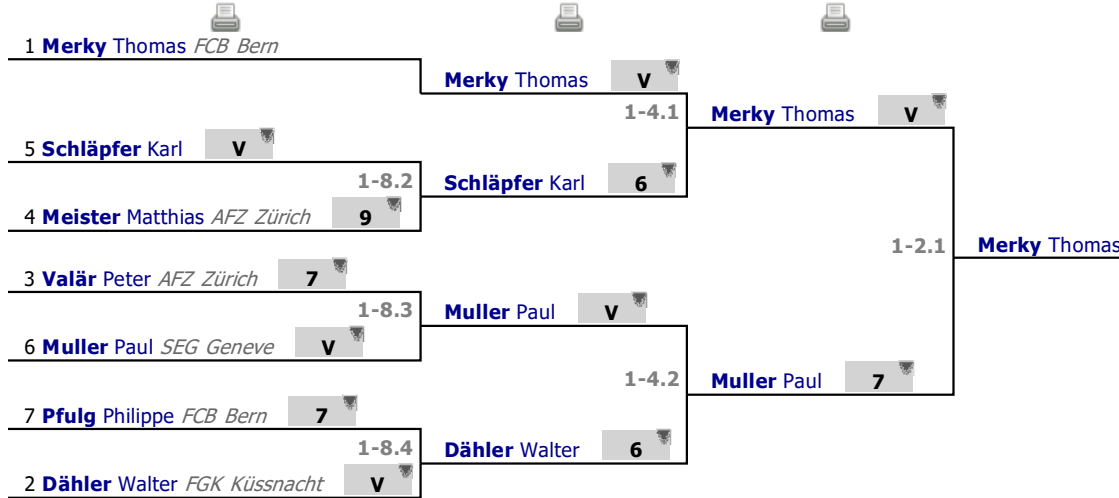 1 Merky Thomas FCB Bern
Merky Thomas V
1-4.1
Merky Thomas V
5 Schläpfer Karl V
1-8.2
Schläpfer Karl 6
4 Meister Matthias AFZ Zürich 9
1-2.1
Merky Thomas
3 Valär Peter AFZ Zürich 7
1-8.3
Muller Paul V
6 Muller Paul SEG Geneve V
1-4.2
Muller Paul 7
7 Pfulg Philippe FCB Bern 7
1-8.4
Dähler Walter 6
2 Dähler Walter FGK Küssnacht V